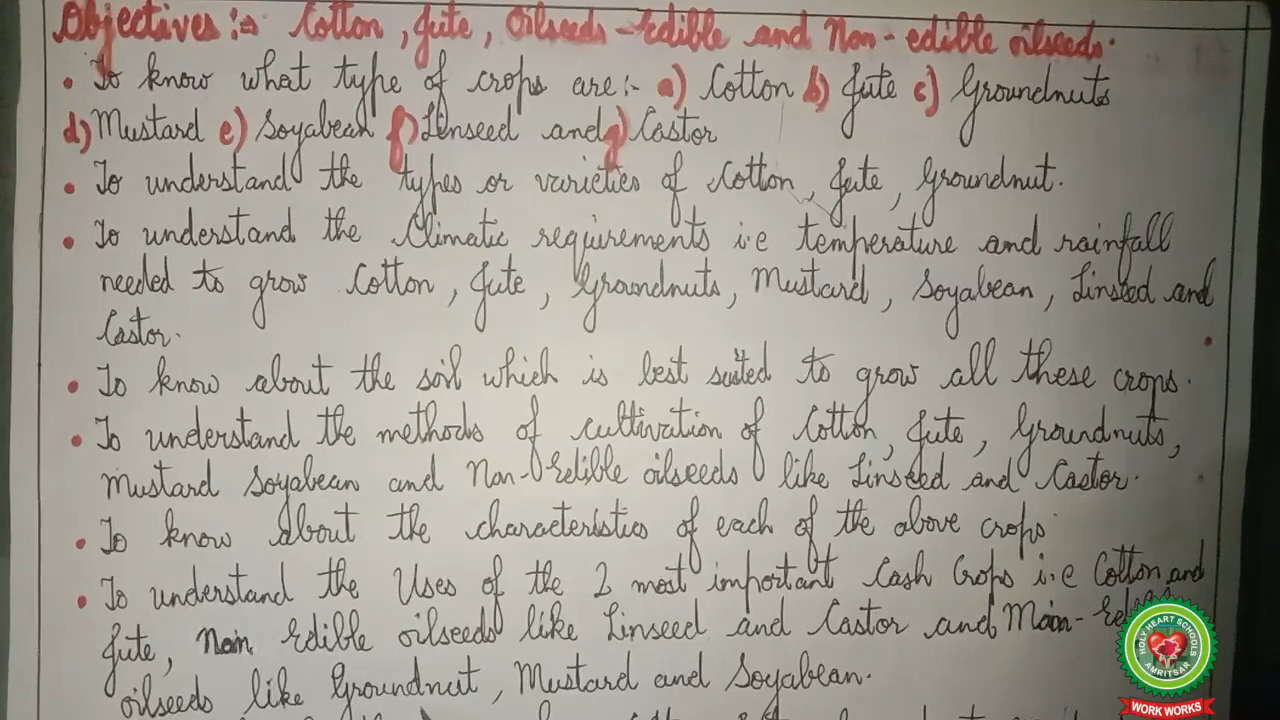 Objectives :- Cotton, Jute, Oilseeds - Edible and Non - edible oilseeds.
• To know what type of crops are :- a) Cotton b) Jute c) Groundnuts
d) Mustard e) Soyabean f) Linseed and g) Castor
• To understand the types or varieties of Cotton, Jute, Groundnut.
• To understand the Climatic requirements i.e temperature and rainfall
needed to grow Cotton, Jute, Groundnuts, Mustard, Soyabean, Linseed and
Castor.
• To know about the soil which is best suited to grow all these crops.
• To understand the methods of cultivation of Cotton, Jute, Groundnuts,
Mustard Soyabean and Non-Edible oilseeds like Linseed and Castor.
• To know about the characteristics of each of the above crops
• To understand the Uses of the 2 most important Cash Crops i.e Cotton and
Jute, Non Edible oilseeds like Linseed and Castor and Main-
oilseeds like Groundnut, Mustard and Soyabean.
HOLY HEART SCHOOLS
AMRITSAR
WORK WORKS